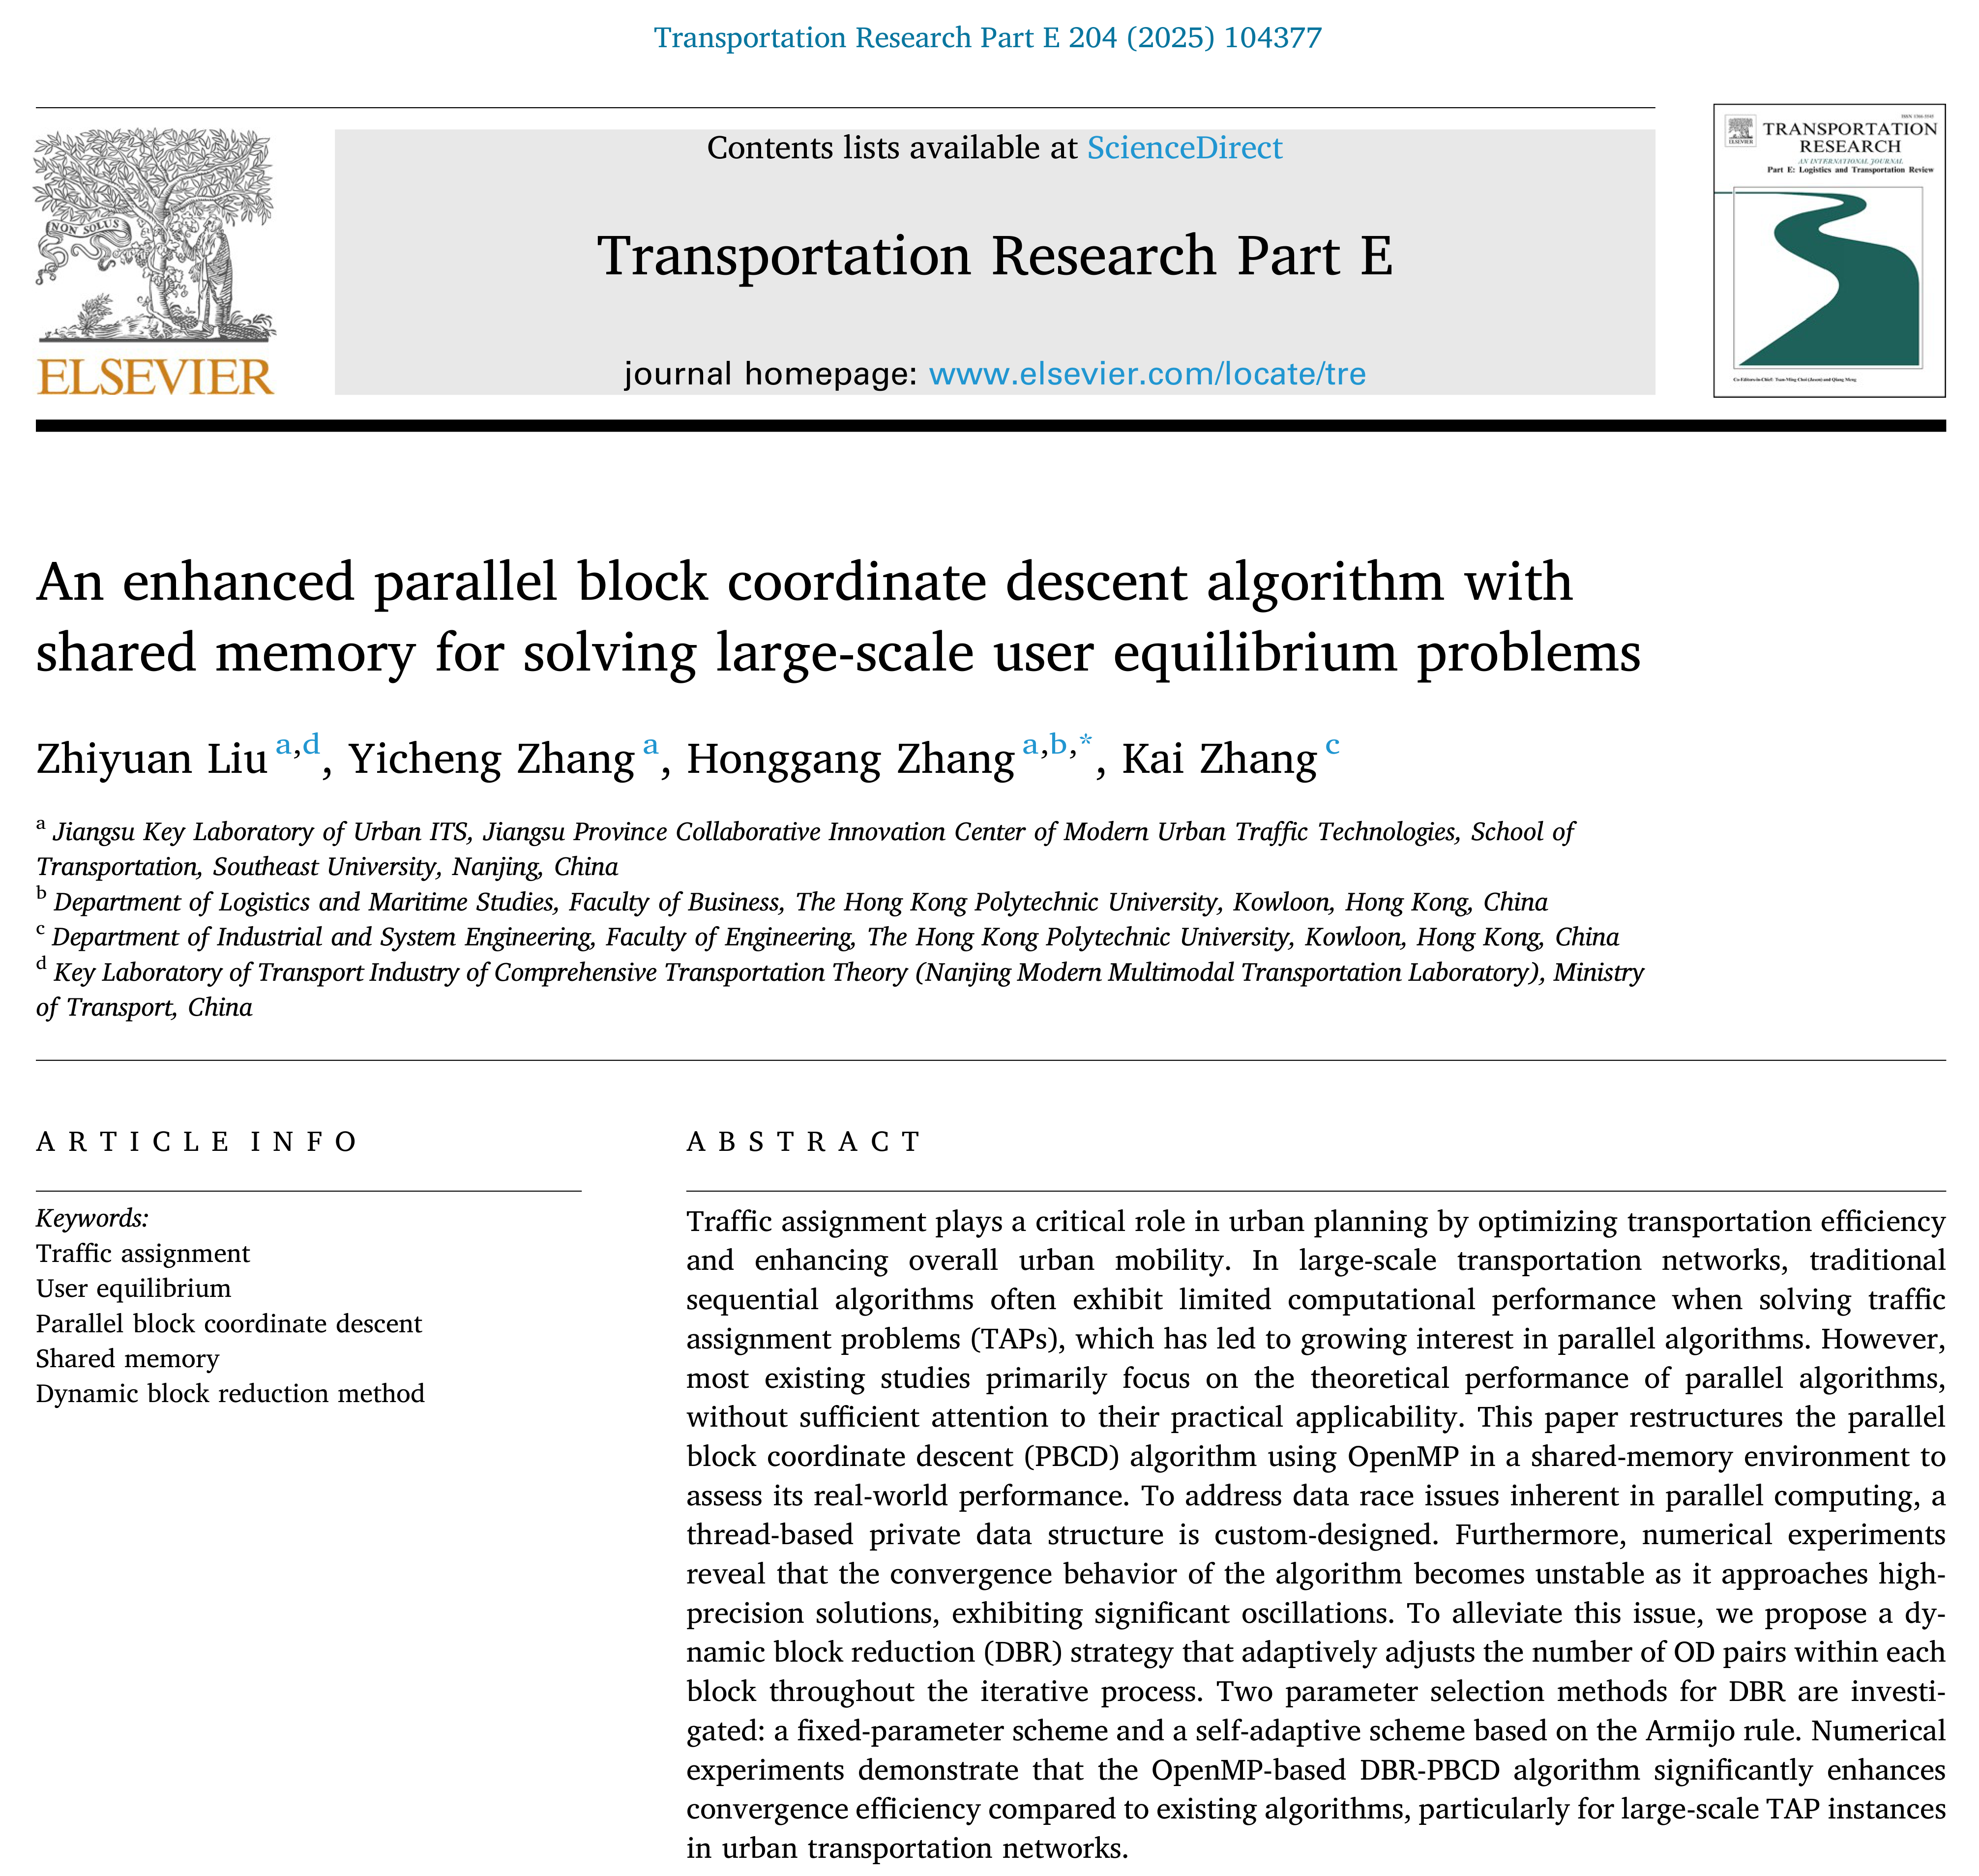 Transportation Research Part E 204 (2025) 104377
NON SOLUS
ELSEVIER
Contents lists available at ScienceDirect
Transportation Research Part E
journal homepage: www.elsevier.com/locate/tre
ELSEVIER
TRANSPORTATION
RESEARCH
AN INTERNATIONAL JOURNAL
Part E: Logistics and Transportation Review
An enhanced parallel block coordinate descent algorithm with
shared memory for solving large-scale user equilibrium problems
Zhiyuan Liu a,d, Yicheng Zhang a, Honggang Zhang a,b,*, Kai Zhang c
a Jiangsu Key Laboratory of Urban ITS, Jiangsu Province Collaborative Innovation Center of Modern Urban Traffic Technologies, School of
Transportation, Southeast University, Nanjing, China
b Department of Logistics and Maritime Studies, Faculty of Business, The Hong Kong Polytechnic University, Kowloon, Hong Kong, China
c Department of Industrial and System Engineering, Faculty of Engineering, The Hong Kong Polytechnic University, Kowloon, Hong Kong, China
d Key Laboratory of Transport Industry of Comprehensive Transportation Theory (Nanjing Modern Multimodal Transportation Laboratory), Ministry
of Transport, China
ARTICLE INFO
Keywords:
Traffic assignment
User equilibrium
Parallel block coordinate descent
Shared memory
Dynamic block reduction method
ABSTRACT
Traffic assignment plays a critical role in urban planning by optimizing transportation efficiency
and enhancing overall urban mobility. In large-scale transportation networks, traditional
sequential algorithms often exhibit limited computational performance when solving traffic
assignment problems (TAPs), which has led to growing interest in parallel algorithms. However,
most existing studies primarily focus on the theoretical performance of parallel algorithms,
without sufficient attention to their practical applicability. This paper restructures the parallel
block coordinate descent (PBCD) algorithm using OpenMP in a shared-memory environment to
assess its real-world performance. To address data race issues inherent in parallel computing, a
thread-based private data structure is custom-designed. Furthermore, numerical experiments
reveal that the convergence behavior of the algorithm becomes unstable as it approaches high-
precision solutions, exhibiting significant oscillations. To alleviate this issue, we propose a dy-
namic block reduction (DBR) strategy that adaptively adjusts the number of OD pairs within each
block throughout the iterative process. Two parameter selection methods for DBR are investi-
gated: a fixed-parameter scheme and a self-adaptive scheme based on the Armijo rule. Numerical
experiments demonstrate that the OpenMP-based DBR-PBCD algorithm significantly enhances
convergence efficiency compared to existing algorithms, particularly for large-scale TAP instances
in urban transportation networks.